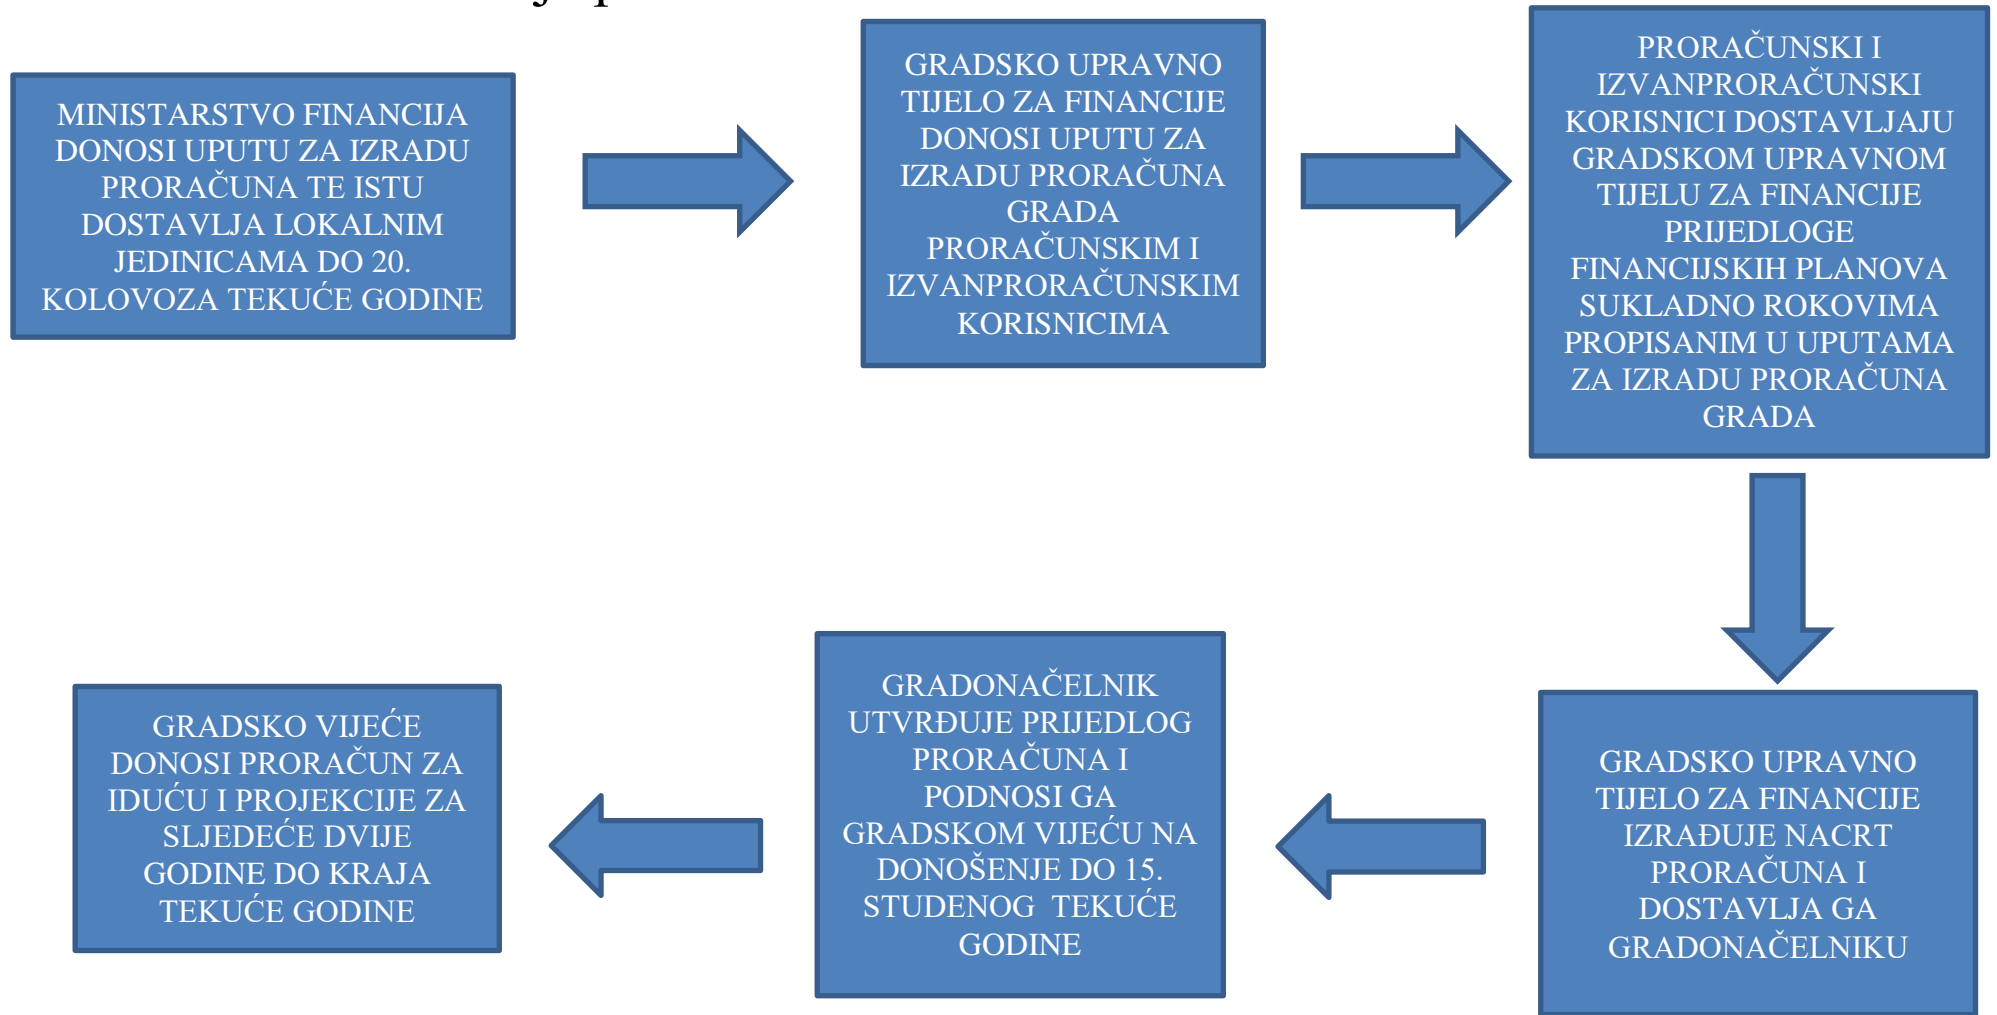 MINISTARSTVO FINANCIJA
DONOSI UPUTU ZA IZRADU
PRORAČUNA TE ISTU
DOSTAVLJA LOKALNIM
JEDINICAMA DO 20.
KOLOVOZA TEKUĆE GODINE
GRADSKO UPRAVNO
TIJELO ZA FINANCIJE
DONOSI UPUTU ZA
IZRADU PRORAČUNA
GRADA
PRORAČUNSKIM I
IZVANPRORAČUNSKIM
KORISNICIMA
PRORAČUNSKI I
IZVANPRORAČUNSKI
KORISNICI DOSTAVLJAJU
GRADSKOM UPRAVNOM
TIJELU ZA FINANCIJE
PRIJEDLOGE
FINANCIJSKIH PLANOVA
SUKLADNO ROKOVIMA
PROPISANIM U UPUTAMA
ZA IZRADU PRORAČUNA
GRADA
GRADSKO UPRAVNO
TIJELO ZA FINANCIJE
IZRAĐUJE NACRT
PRORAČUNA I
DOSTAVLJA GA
GRADONAČELNIKU
GRADONAČELNIK
UTVRĐUJE PRIJEDLOG
PRORAČUNA I
PODNOSI GA
GRADSKOM VIJEĆU NA
DONOŠENJE DO 15.
STUDENOG TEKUĆE
GODINE
GRADSKO VIJEĆE
DONOSI PRORAČUN ZA
IDUĆU I PROJEKCIJE ZA
SLJEDEĆE DVIJE
GODINE DO KRAJA
TEKUĆE GODINE